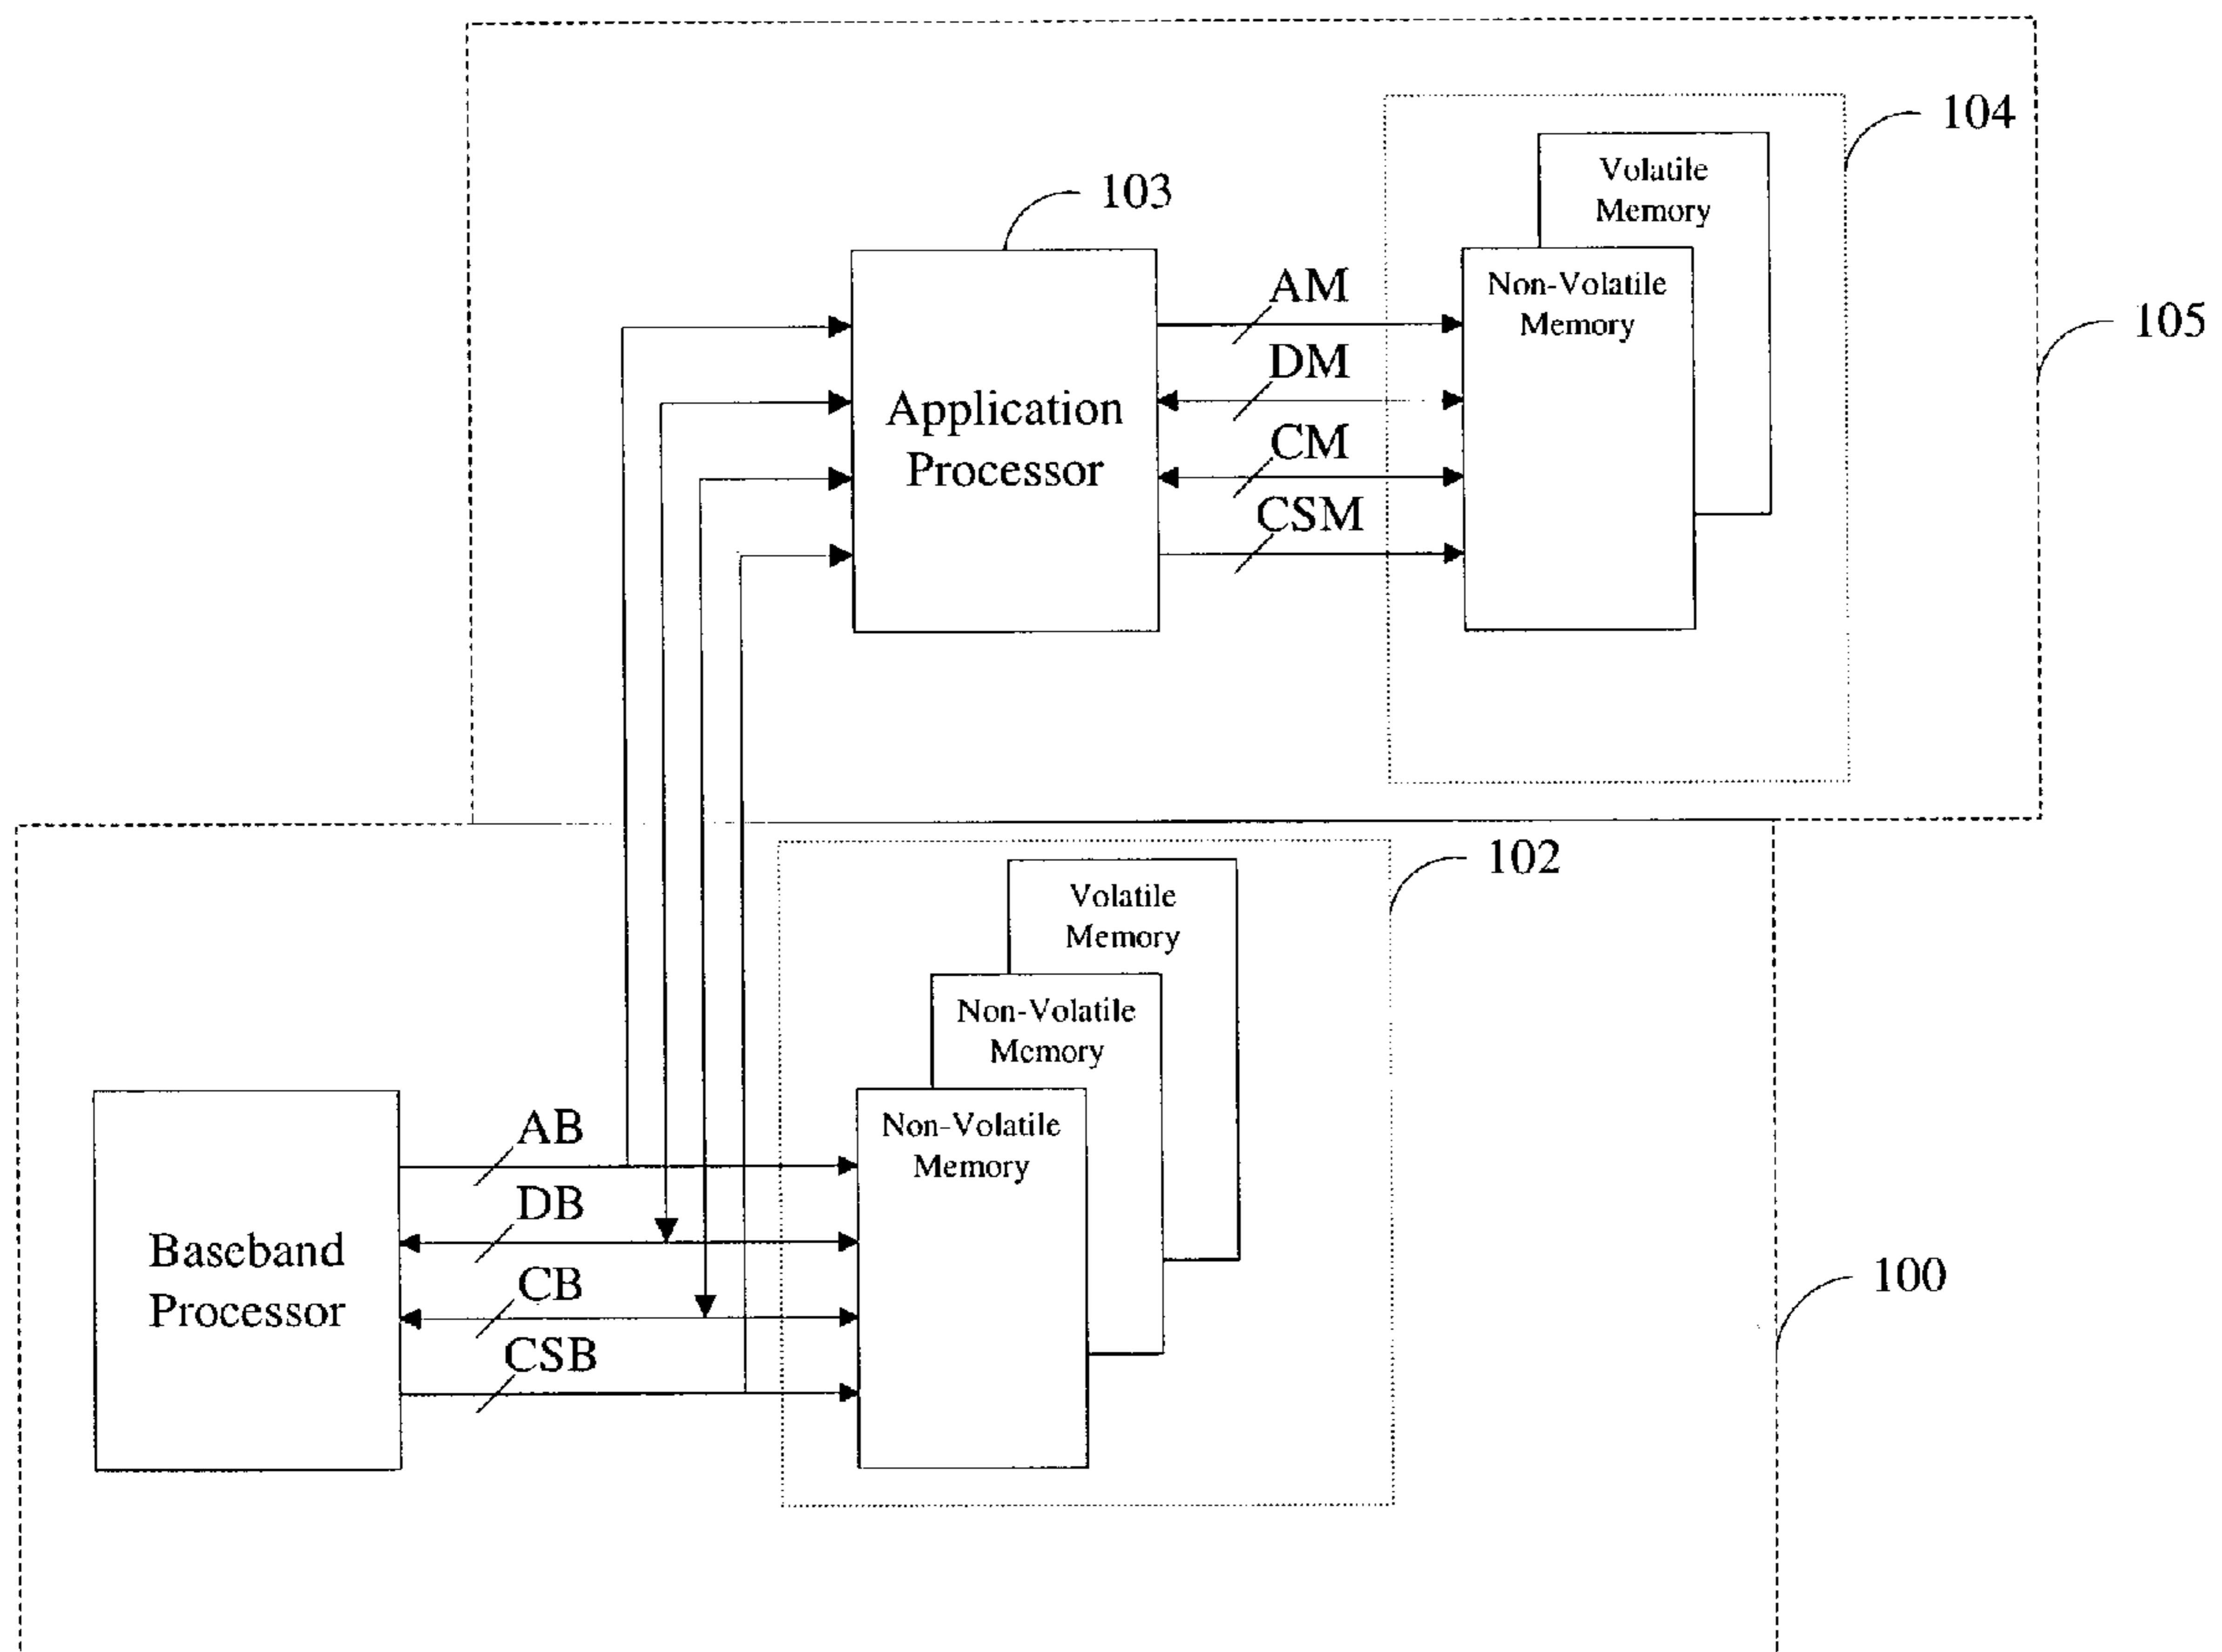 104
Volatile
Memory
103
Non-Volatile
Memory
AM
105
DM
Application
Processor
CM
CSM
102
Volatile
Memory
Non-Volatile
Memory
Non-Volatile
Memory
AB
DB
Baseband
Processor
CB
100
CSB